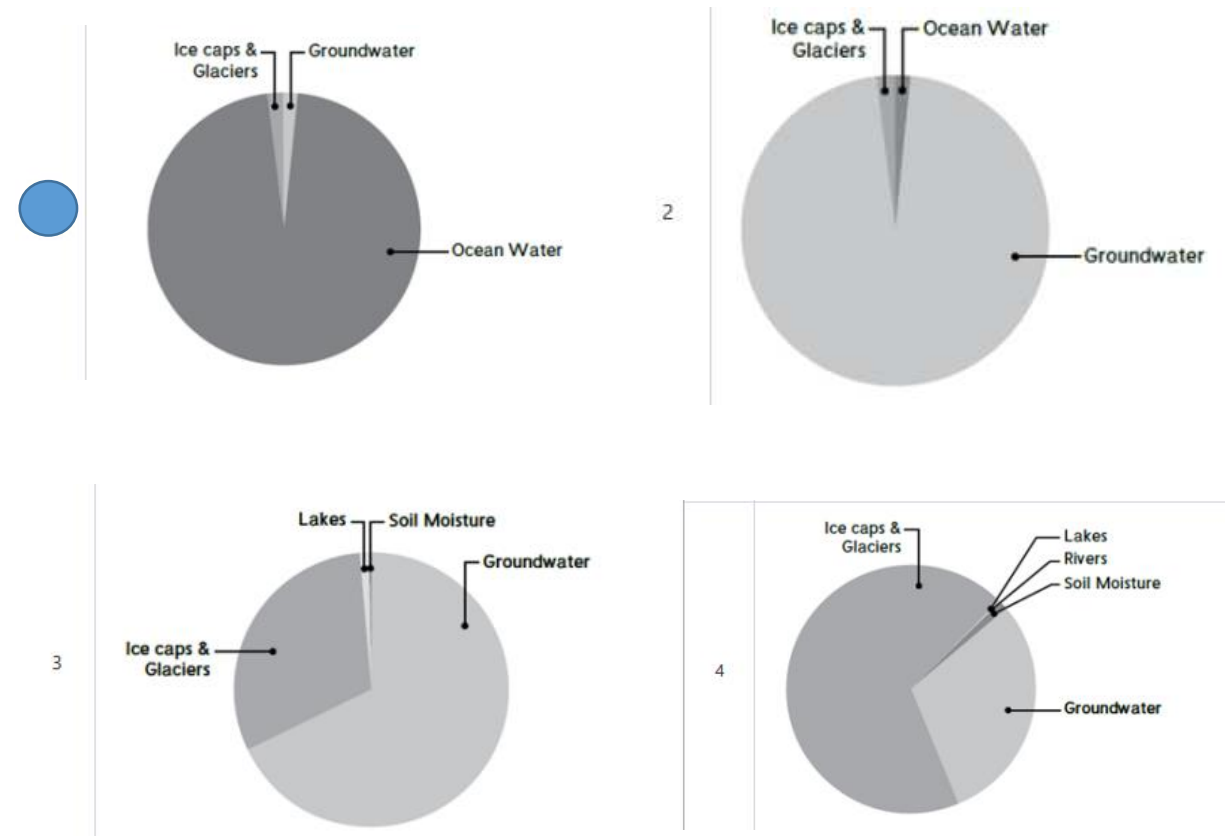 Ice caps &
Glaciers
Groundwater
Ocean Water
2
Ice caps &
Glaciers
Ocean Water
Groundwater
3
Lakes
Soil Moisture
Groundwater
Ice caps &
Glaciers
4
Ice caps &
Glaciers
Lakes
Rivers
Soil Moisture
Groundwater